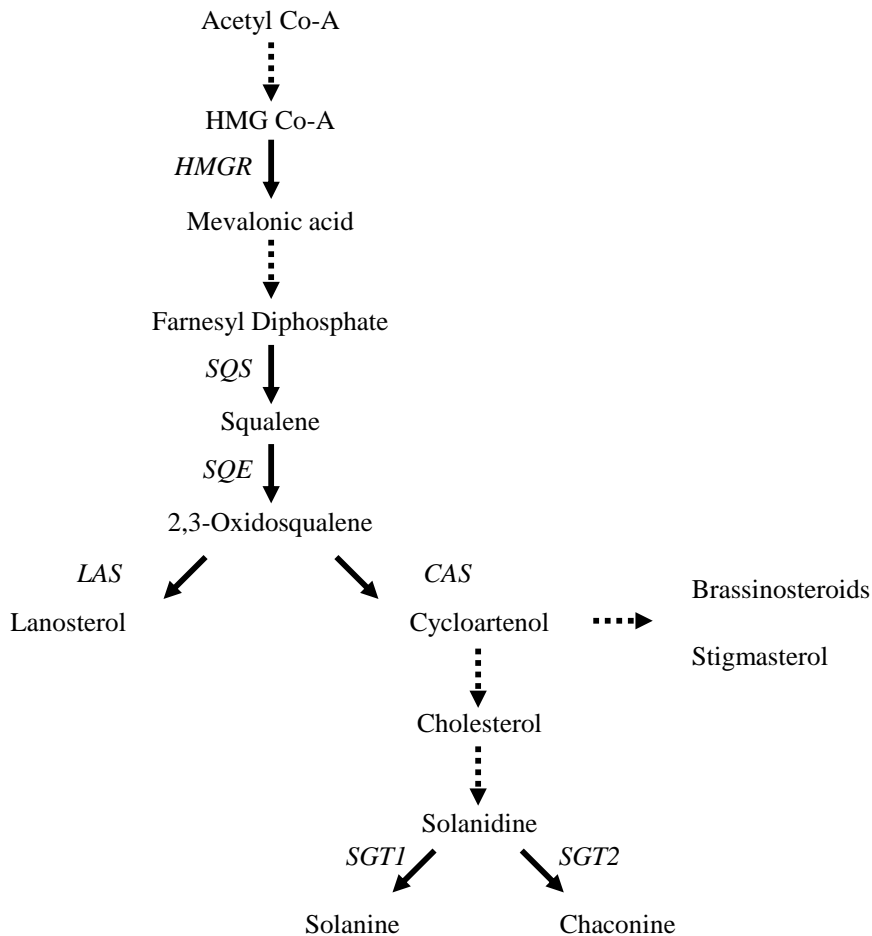 Acetyl Co-A
HMG Co-A
HMGR
Mevalonic acid
Farnesyl Diphosphate
SQS
Squalene
SQE
2,3-Oxidosqualene
LAS
CAS
Brassinosteroids
Lanosterol
Cycloartenol
Stigmasterol
Cholesterol
Solanidine
SGT1
SGT2
Solanine
Chaconine